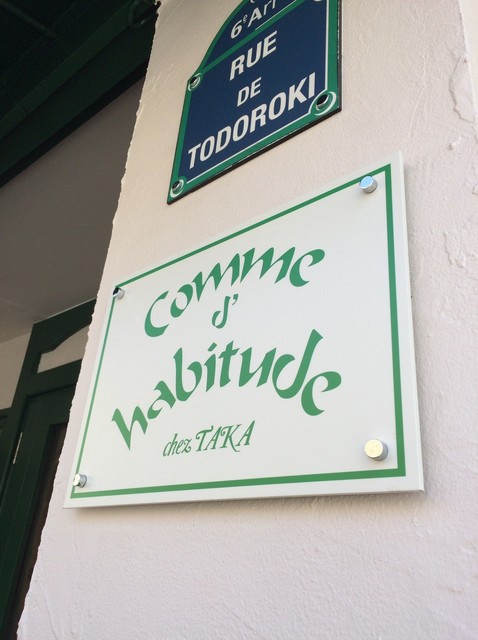 6e Arr
RUE
DE
TODOROKI
comme
d'
habitude
chez TAKA